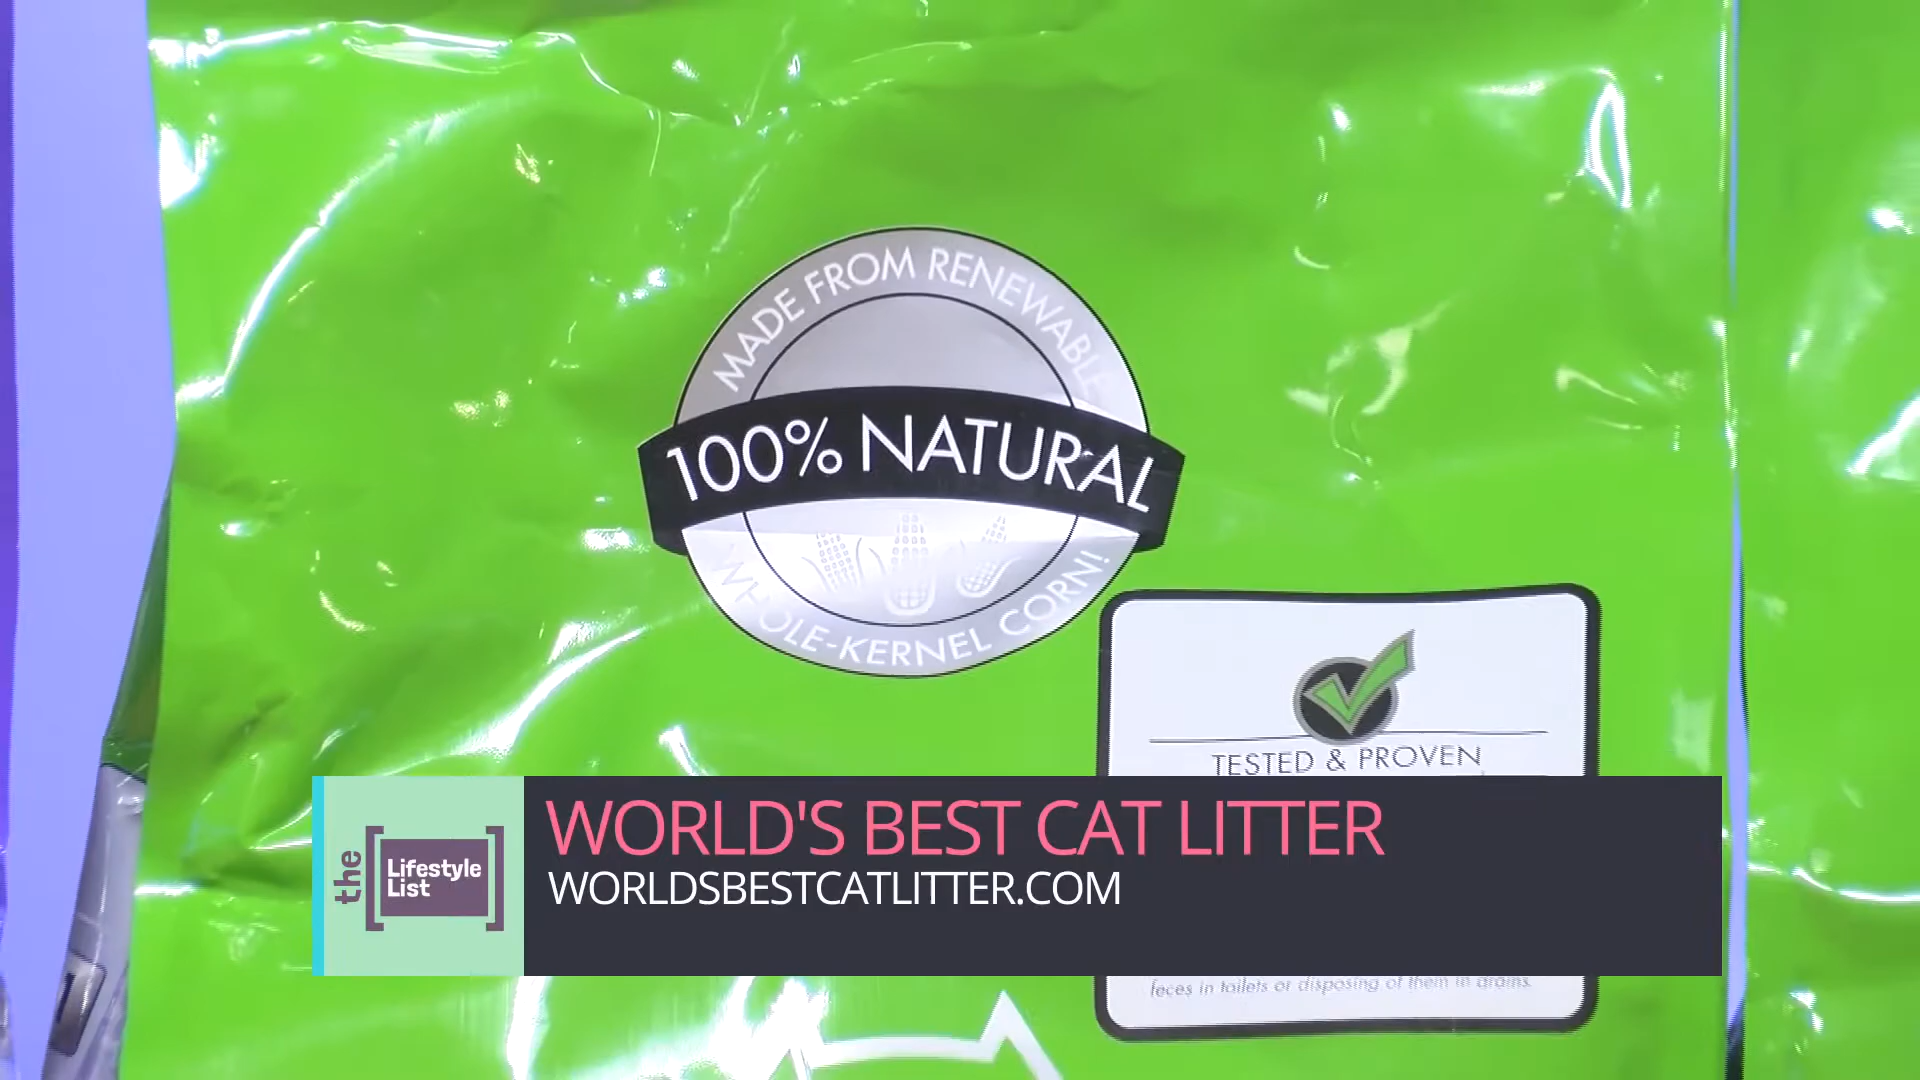 MADE FROM RENEWABLE
100% NATURAL
WHOLE-KERNEL CORN!
TESTED & PROVEN
the
Lifestyle
List
WORLD'S BEST CAT LITTER
WORLDSBESTCATLITTER.COM
feces in toilets or disposing of them in drains.